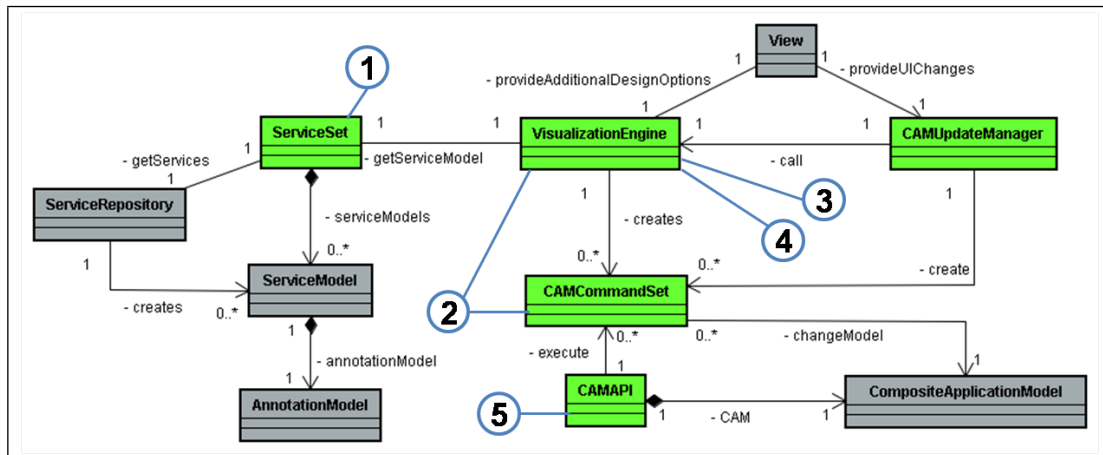 View
1
1
1
- provideAdditionalDesignOptions
- provideUIChanges
1
1
1
ServiceSet
1
1
VisualizationEngine
1
1
CAMUpdateManager
- getServices
1
- getServiceModel
- call
1
1
1
3
ServiceRepository
- serviceModels
- creates
4
1
0..*
0..*
0..*
- create
ServiceModel
2
CAMCommandSet
- creates
0..*
1
0..*
0..*
- changeModel
- annotationModel
- execute
1
1
1
AnnotationModel
CAMAPI
CompositeApplicationModel
5
1
- CAM
1